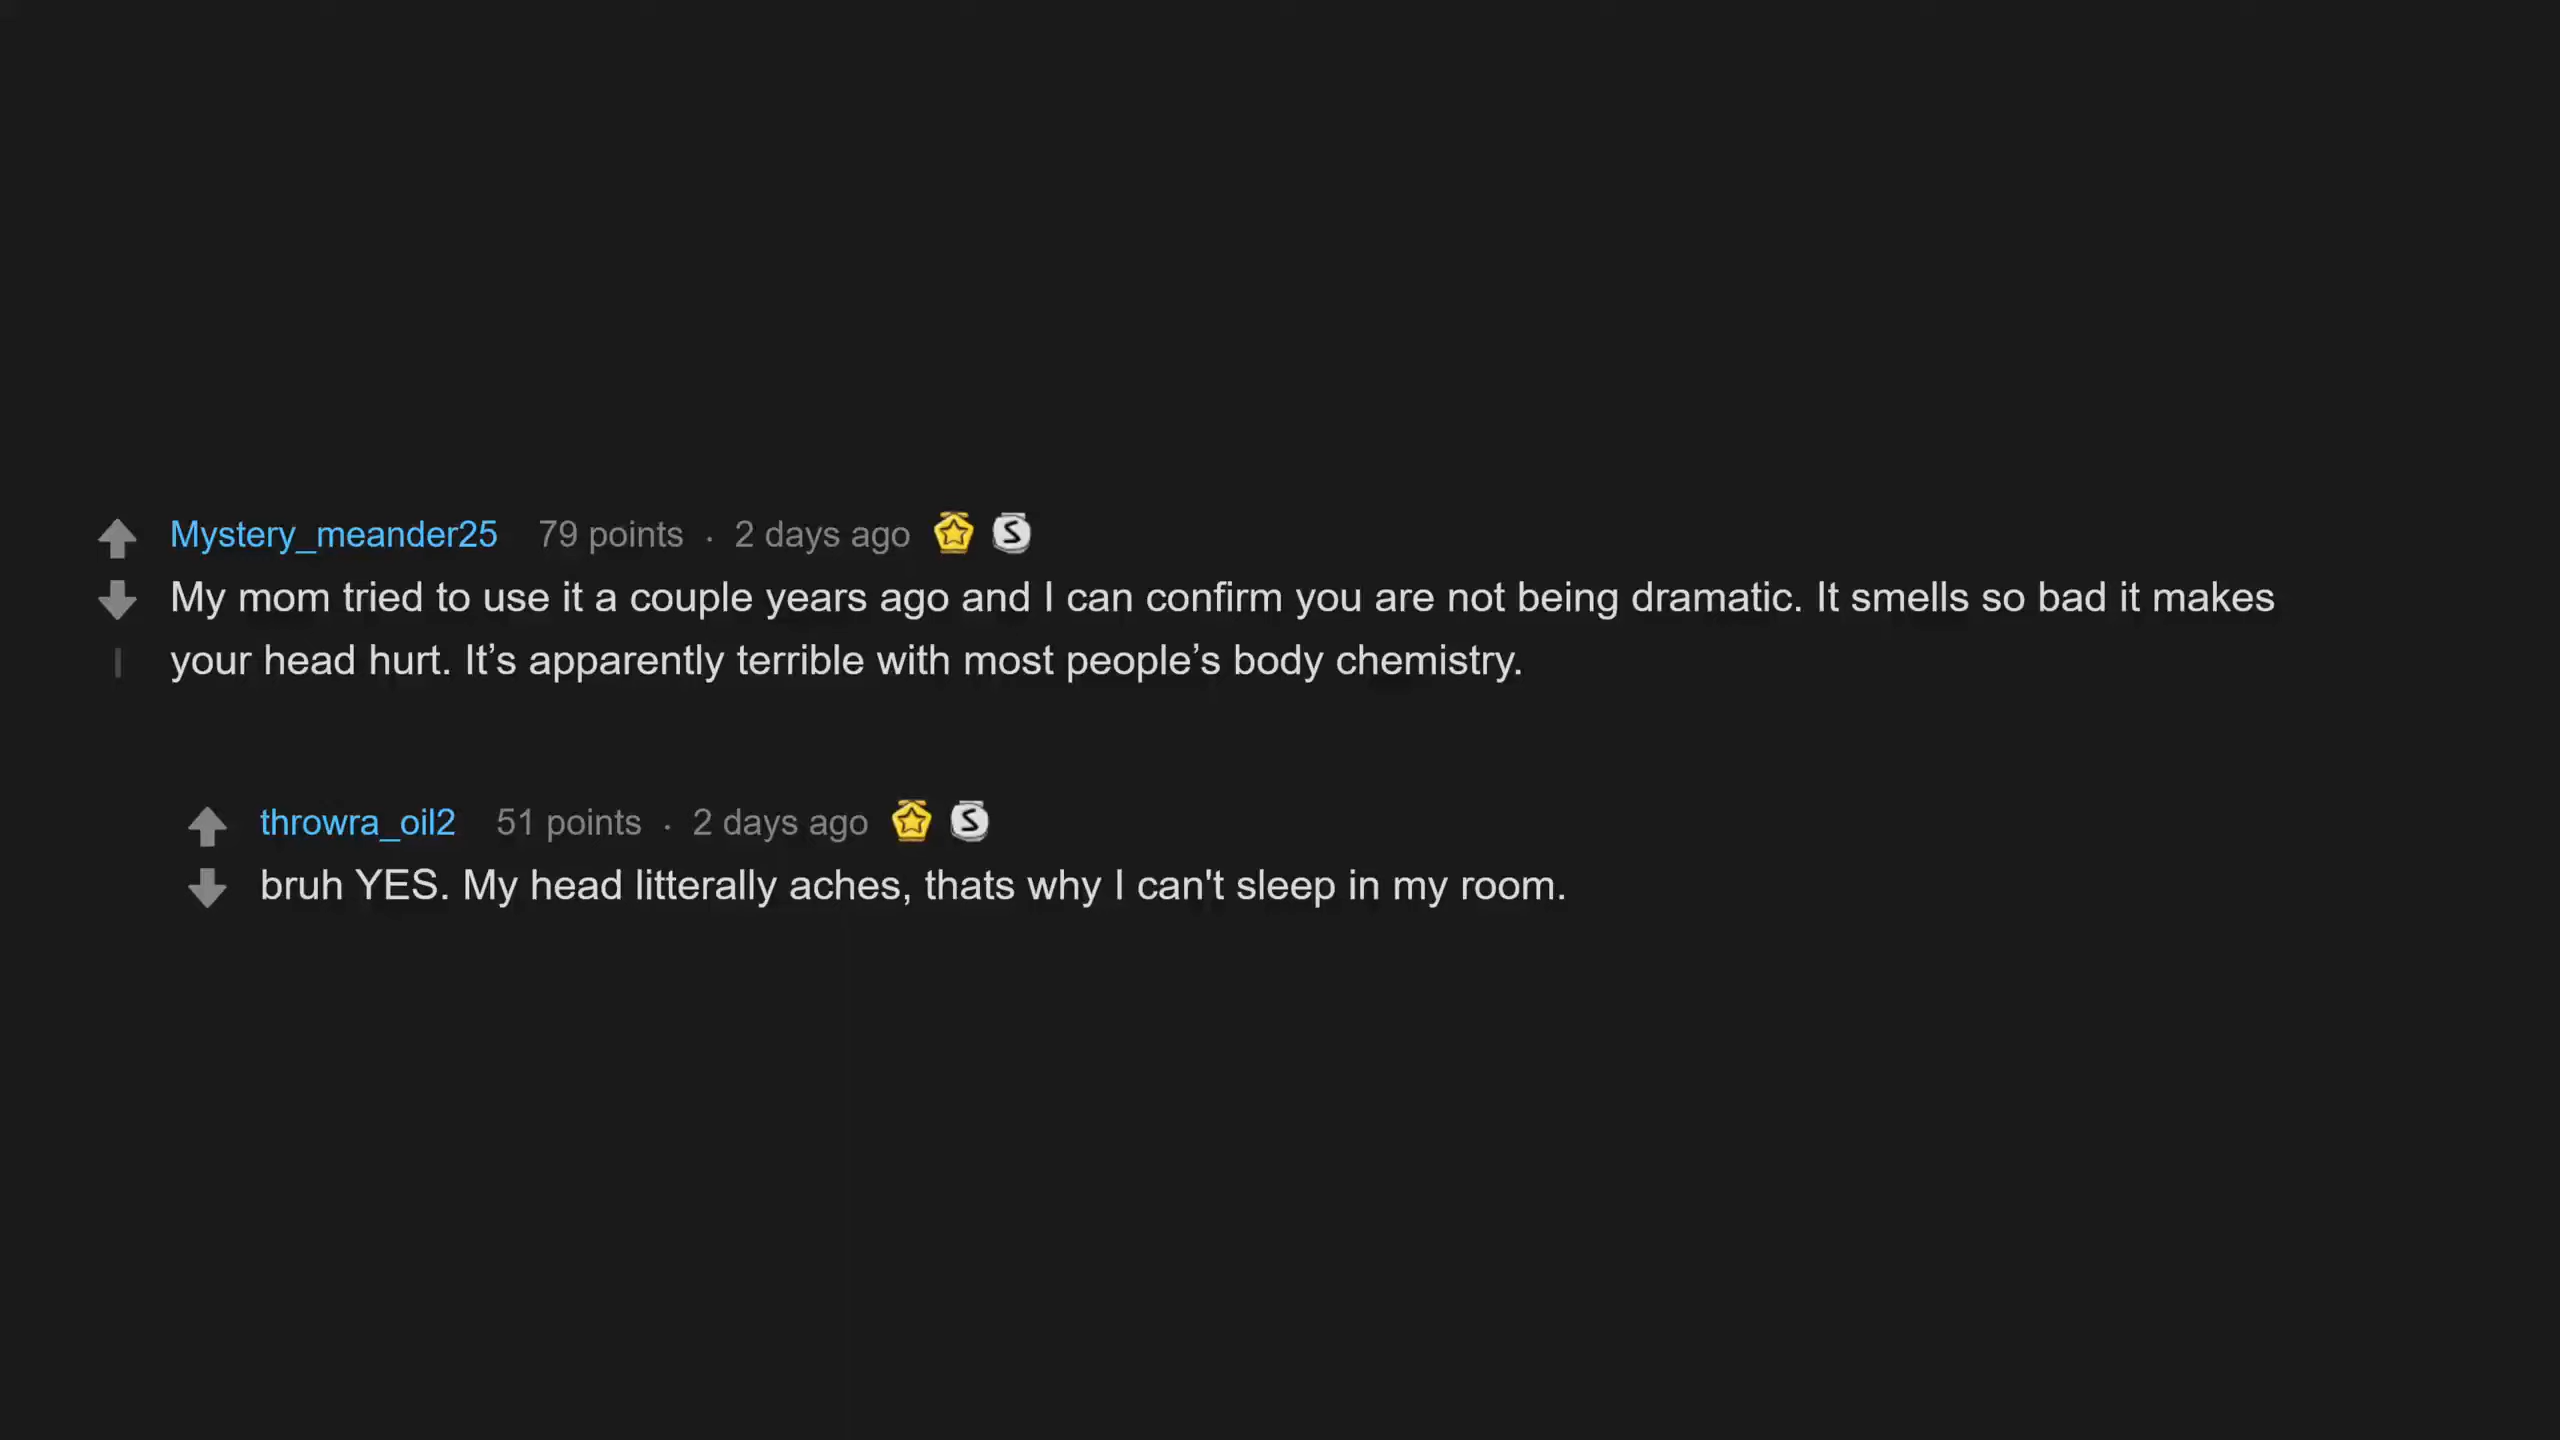 Mystery_meander25 79 points · 2 days ago
My mom tried to use it a couple years ago and I can confirm you are not being dramatic. It smells so bad it makes
your head hurt. It’s apparently terrible with most people’s body chemistry.
throwra_oil2 51 points · 2 days ago
bruh YES. My head litterally aches, thats why I can't sleep in my room.